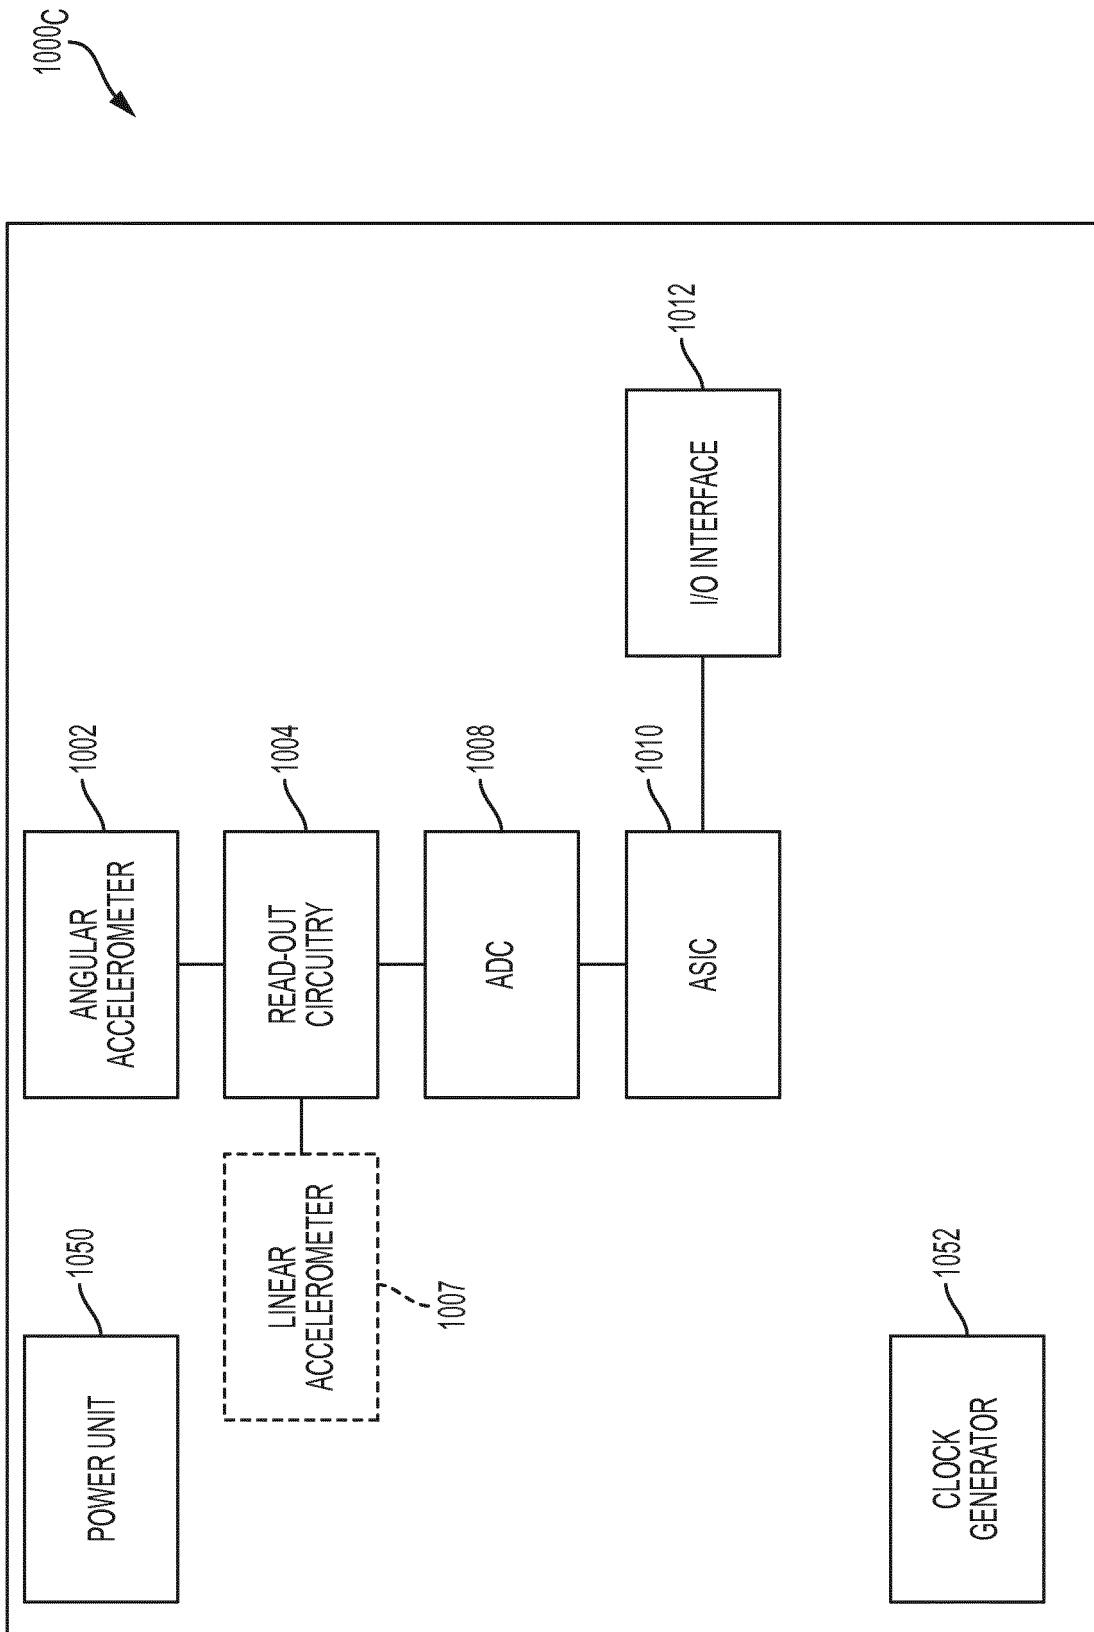 1000C
POWER UNIT
1050
ANGULAR
ACCELEROMETER
1002
LINEAR
ACCELEROMETER
1007
READ-OUT
CIRCUITRY
1004
ADC
1008
ASIC
1010
I/O INTERFACE
1012
CLOCK
GENERATOR
1052